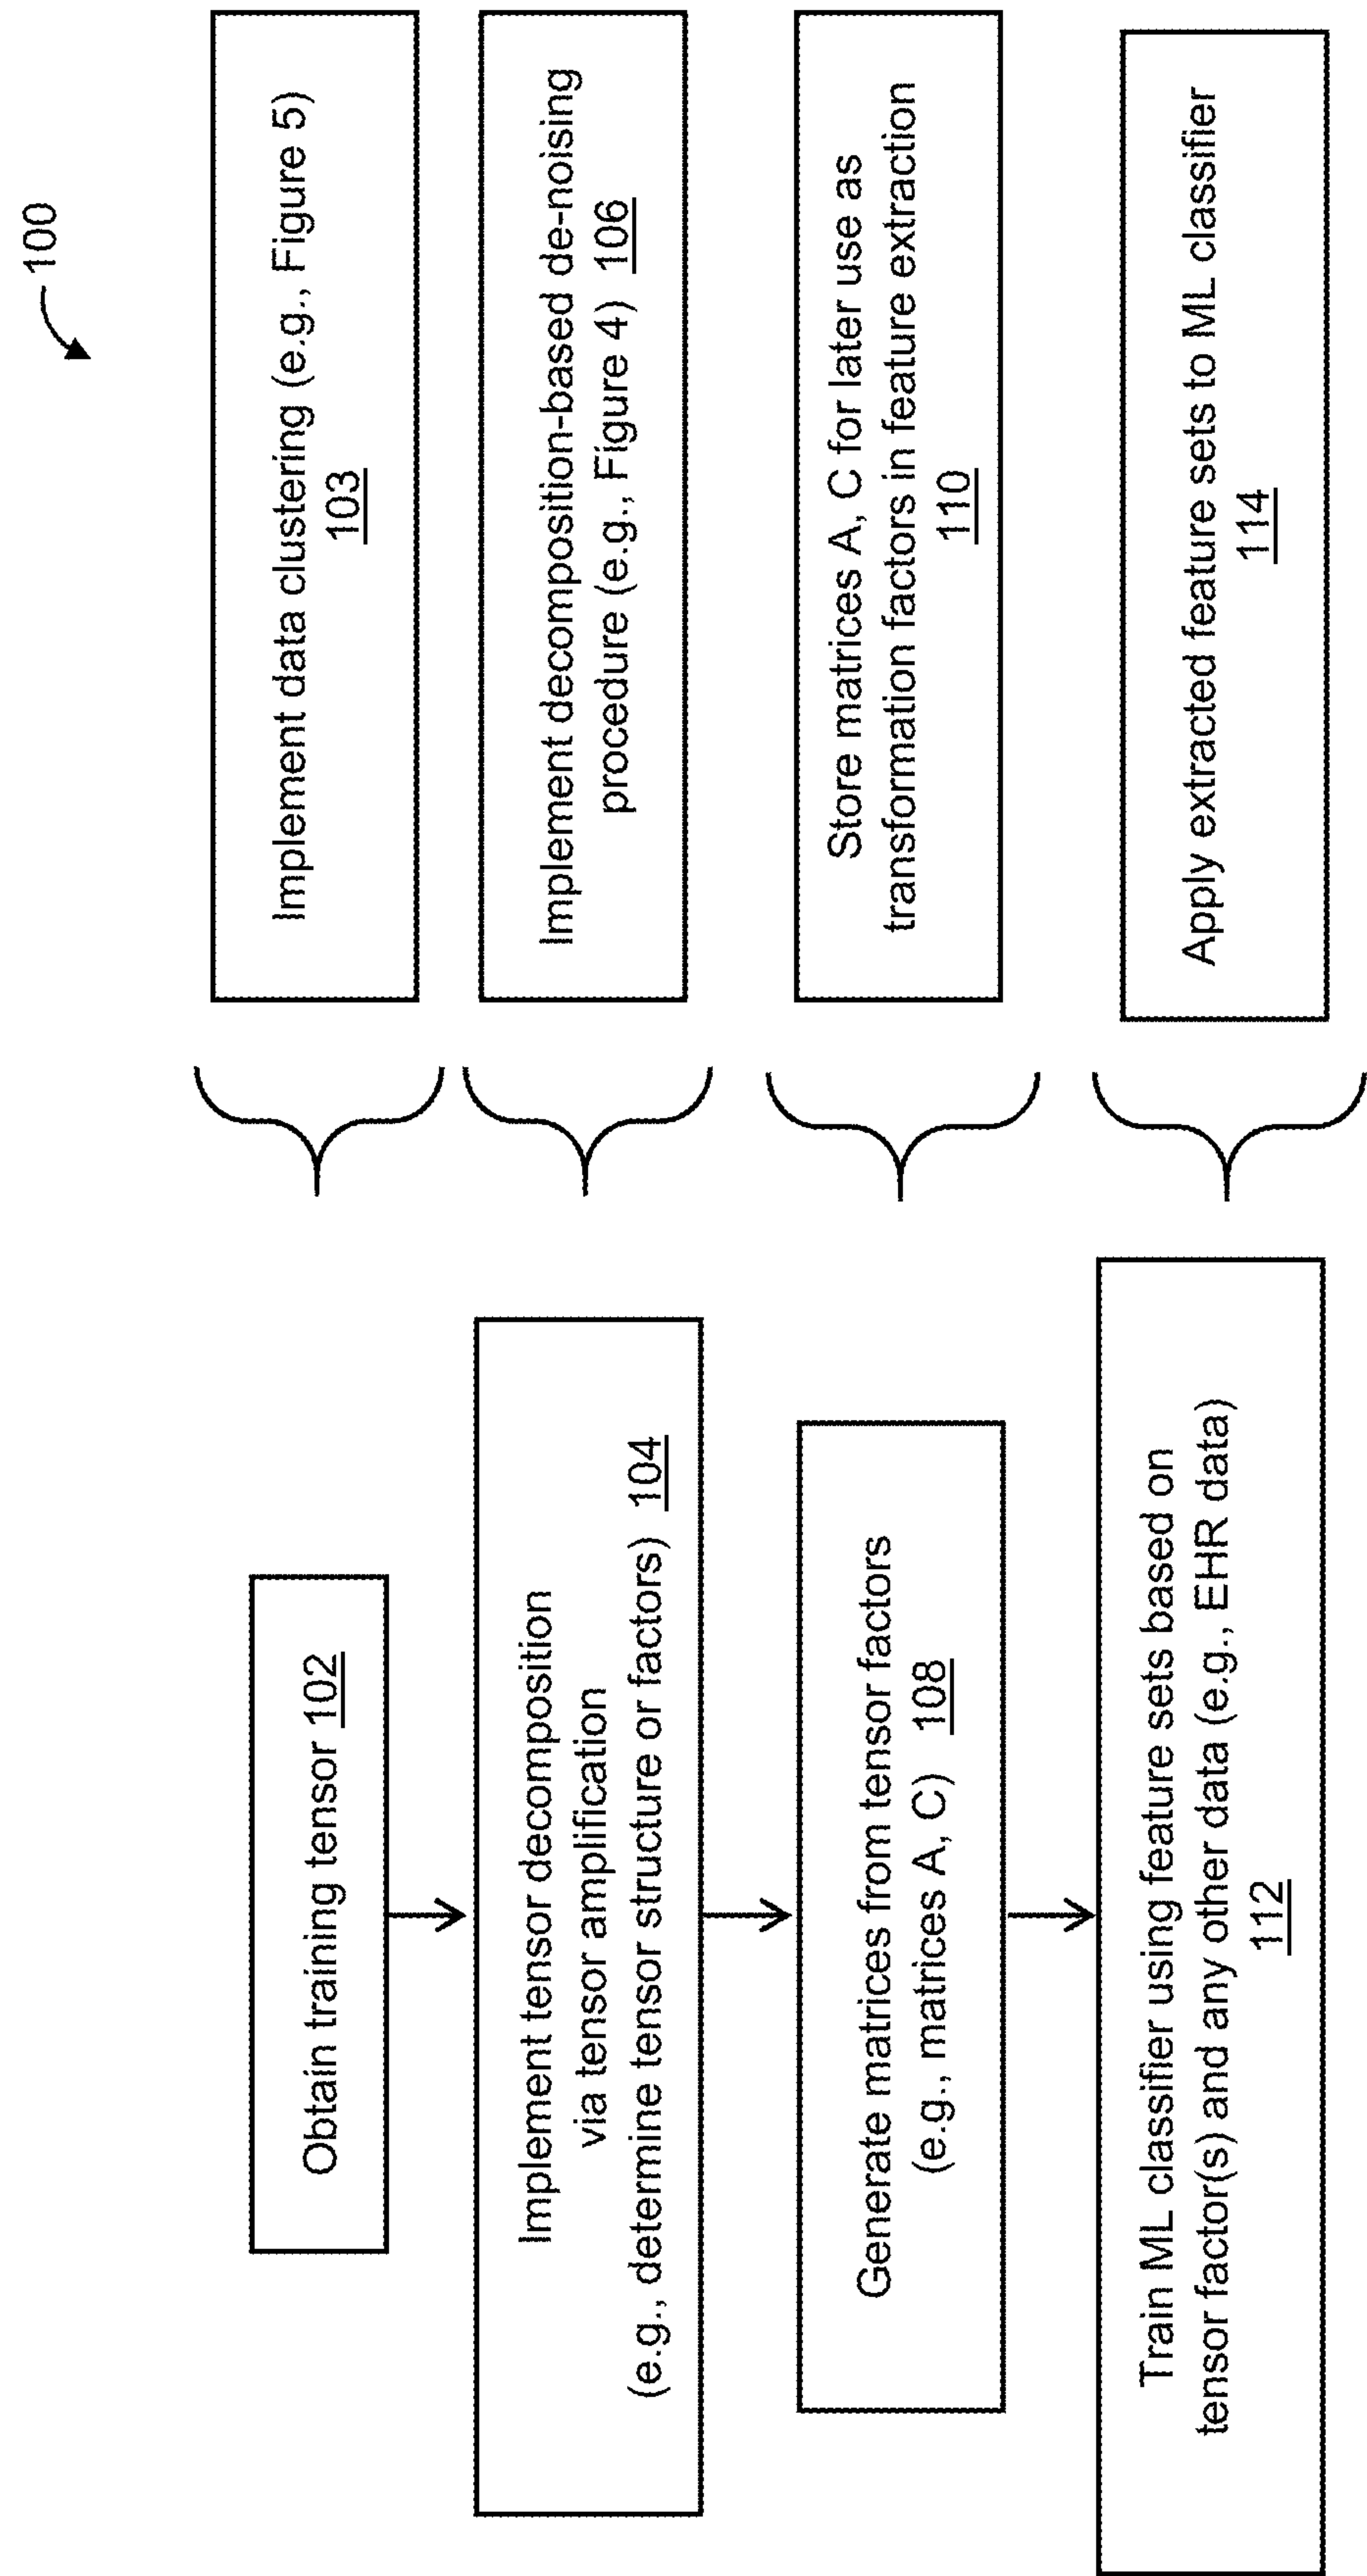 100
Obtain training tensor 102
Implement data clustering (e.g., Figure 5)
103
Implement tensor decomposition
via tensor amplification
(e.g., determine tensor structure or factors) 104
Implement decomposition-based de-noising
procedure (e.g., Figure 4) 106
Generate matrices from tensor factors
(e.g., matrices A, C) 108
Store matrices A, C for later use as
transformation factors in feature extraction
110
Train ML classifier using feature sets based on
tensor factor(s) and any other data (e.g., EHR data)
112
Apply extracted feature sets to ML classifier
114